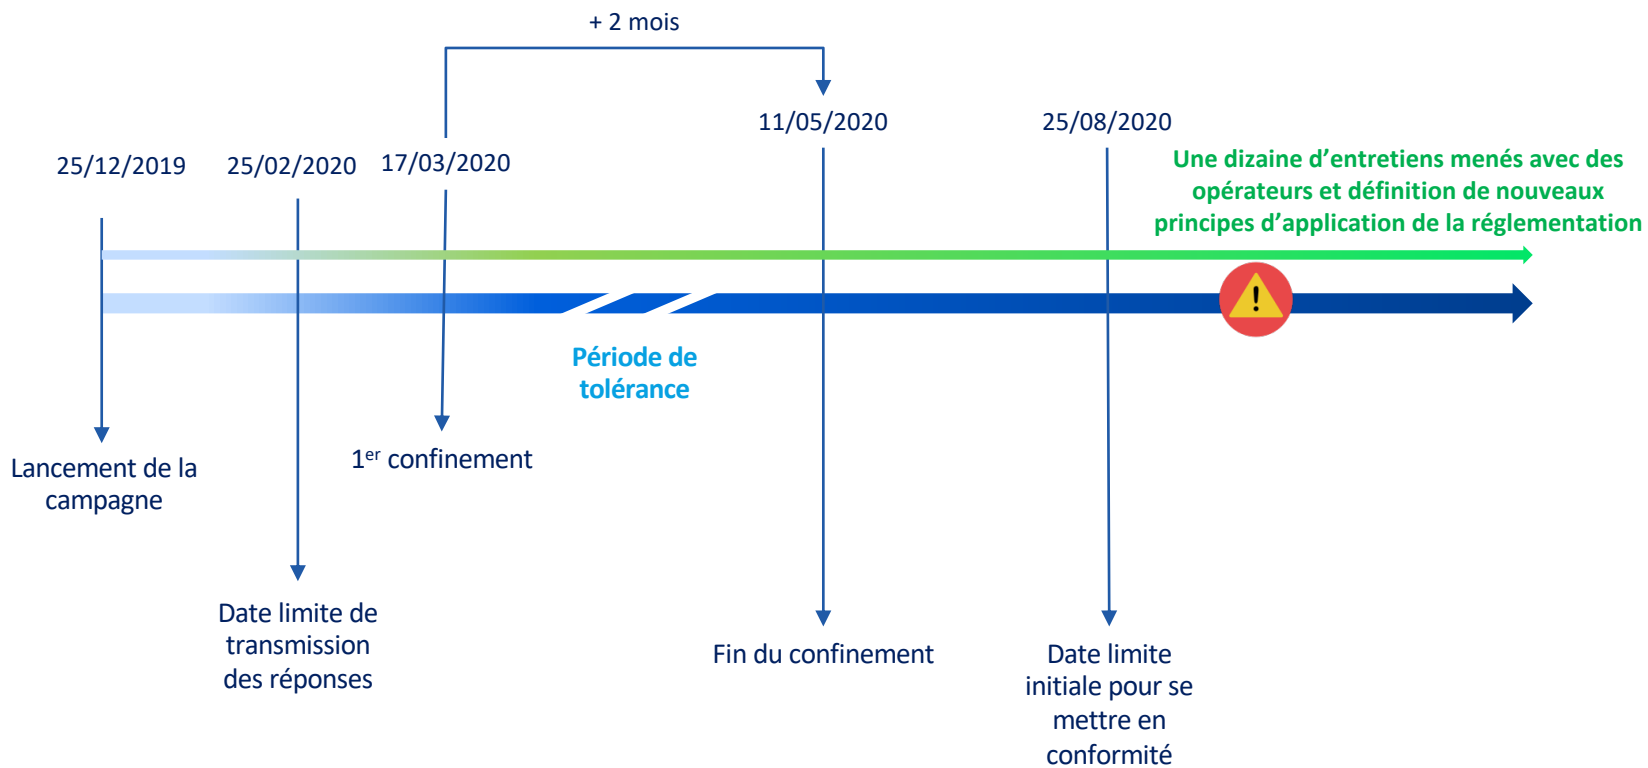 + 2 mois
11/05/2020
25/08/2020
25/12/2019
25/02/2020
17/03/2020
Une dizaine d’entretiens menés avec des
opérateurs et définition de nouveaux
principes d’application de la réglementation
!
Période de
tolérance
Lancement de la
campagne
1er confinement
Date limite de
transmission
des réponses
Fin du confinement
Date limite
initiale pour se
mettre en
conformité